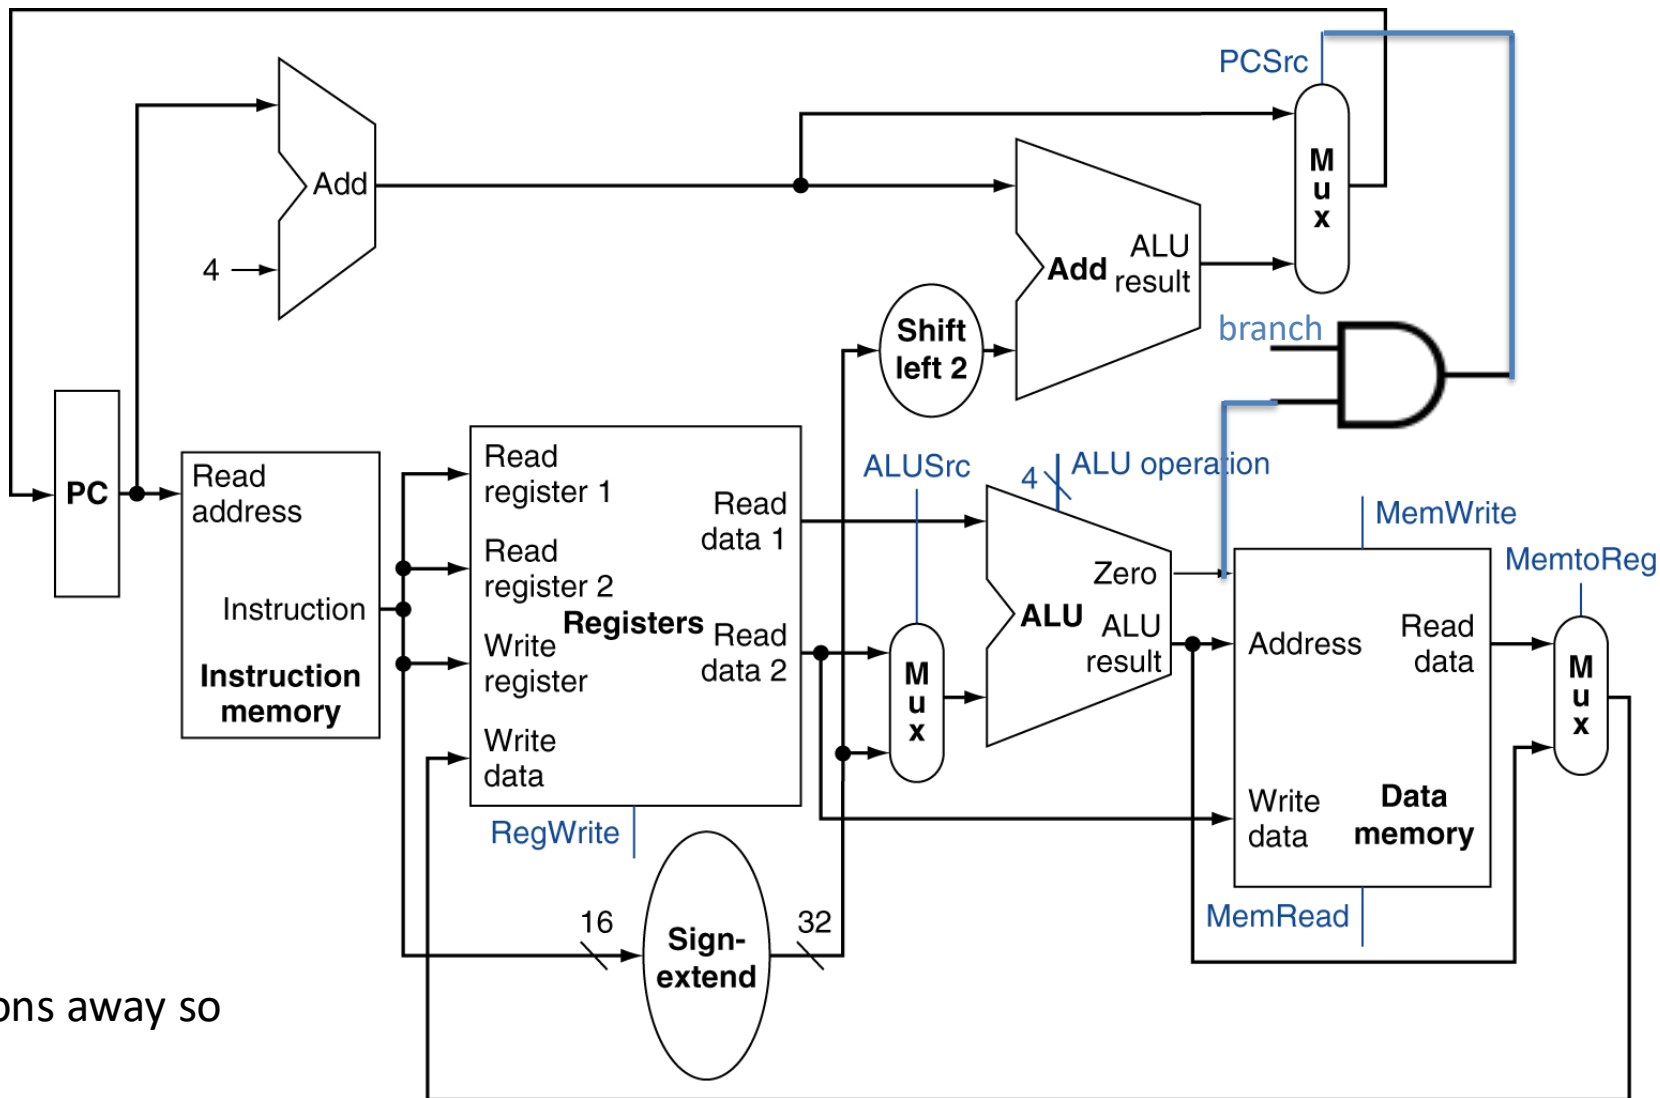 PCSrc
Add
4
M
u
x
ALU
result
Add
branch
Shift
left 2
PC
Read
address
Instruction
Instruction
memory
Read
register 1
Read
register 2
Write
register
Write
data
Registers
Read
data 1
Read
data 2
RegWrite
16
Sign-
extend
32
ALUSrc
M
u
x
4
ALU operation
Zero
ALU
ALU
result
MemWrite
Address
Read
data
Write
data
Data
memory
MemRead
MemtoReg
M
u
x
ons away so